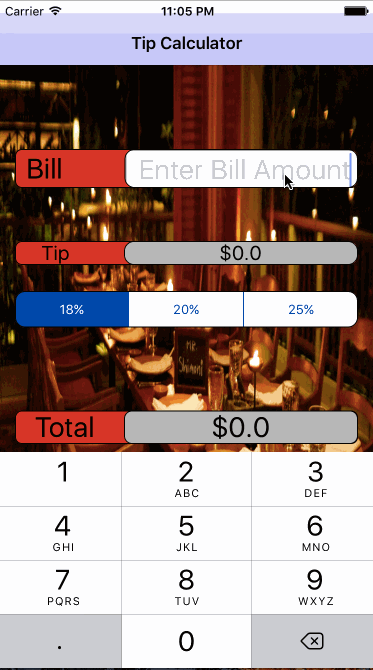 Carrier 11:05 PM
Tip Calculator
Bill Enter Bill Amount
Tip $0.0
18% 20% 25%
Total $0.0
1 2 3
ABC DEF
4 5 6
GHI JKL MNO
7 8 9
PQRS TUV WXYZ
. 0